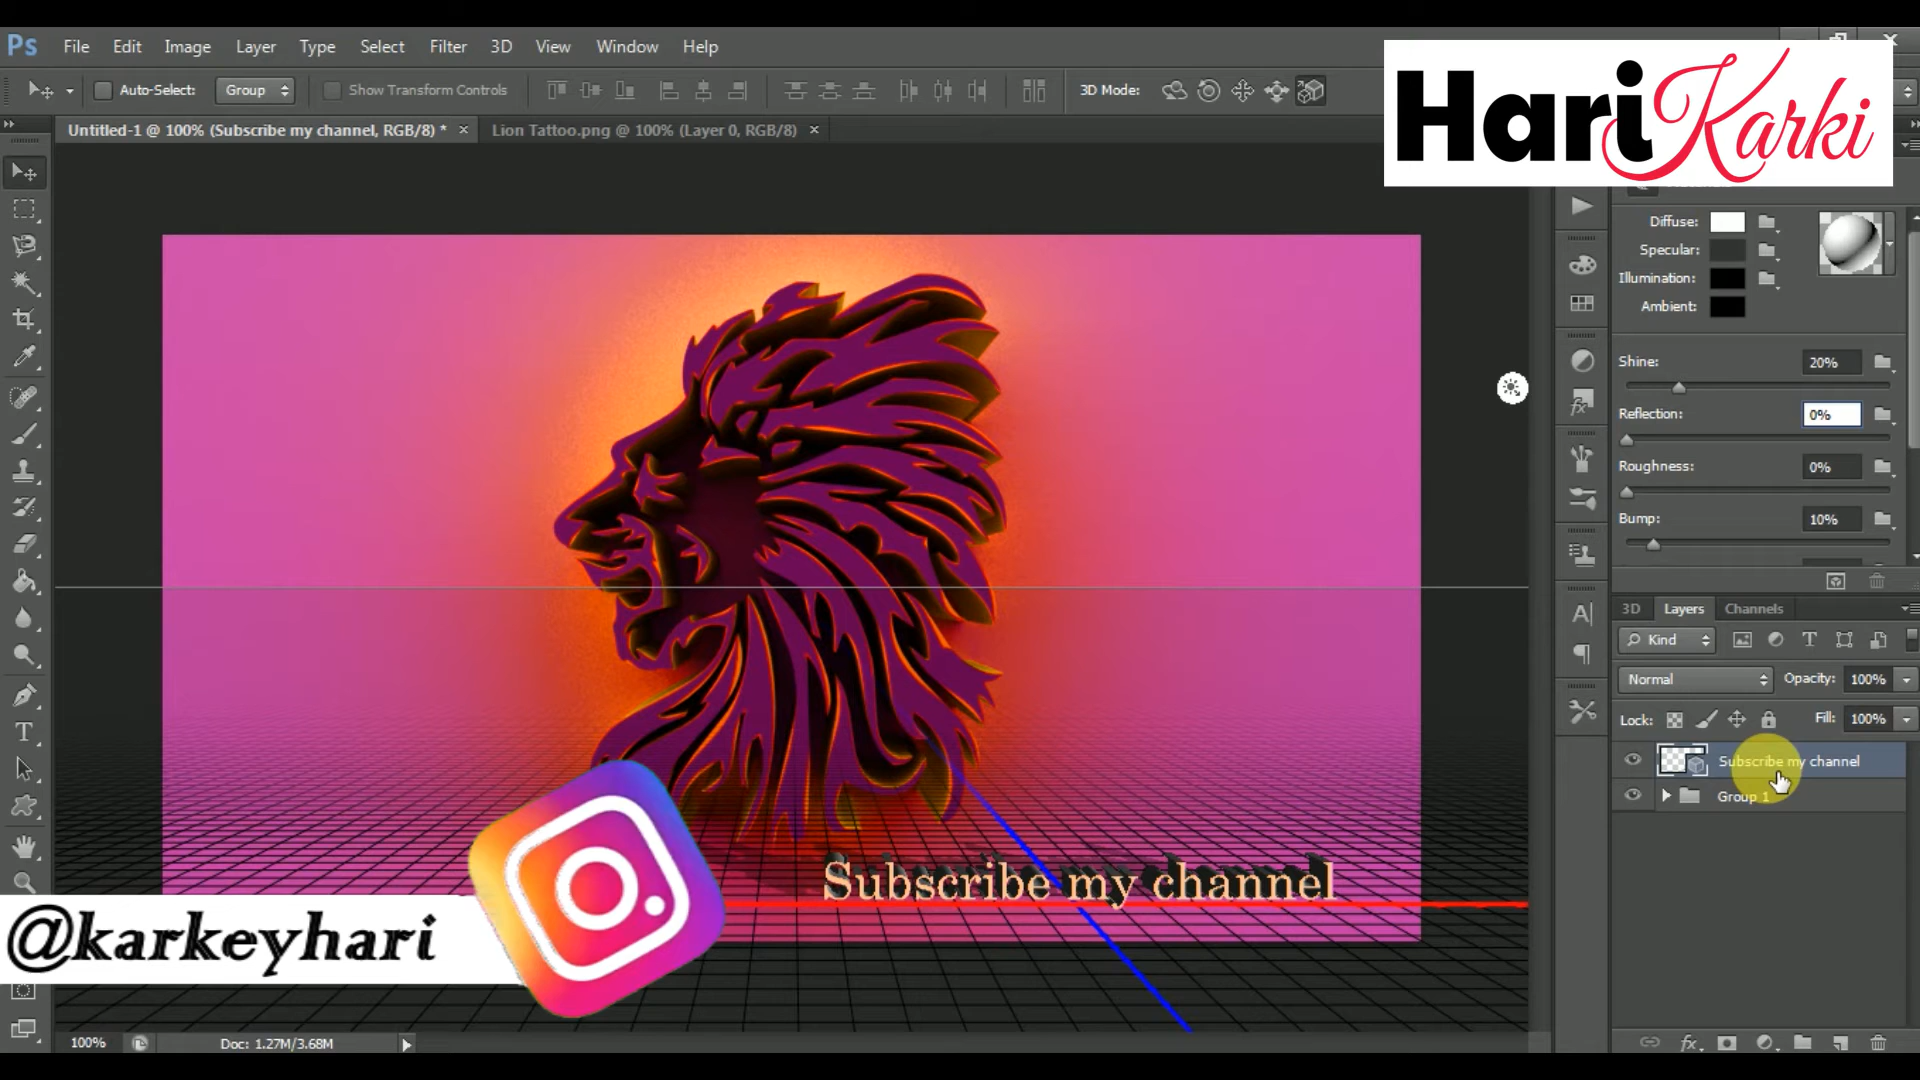 Ps File Edit Image Layer Type Select Filter 3D View Window Help
Auto-Select: Group Show Transform Controls 3D Mode:
Hari Karki
Untitled-1 @ 100% (Subscribe my channel, RGB/8) * × Lion Tattoo.png @ 100% (Layer 0, RGB/8) ×
Diffuse:
Specular:
Illumination:
Ambient:
Shine: 20%
Reflection: 0%
Roughness: 0%
Bump: 10%
3D Layers Channels
Kind
Normal Opacity: 100%
Lock: Fill: 100%
Subscribe my channel
Group 1
Subscribe my channel
@karkeyhari
100% Doc: 1.27M/3.68M